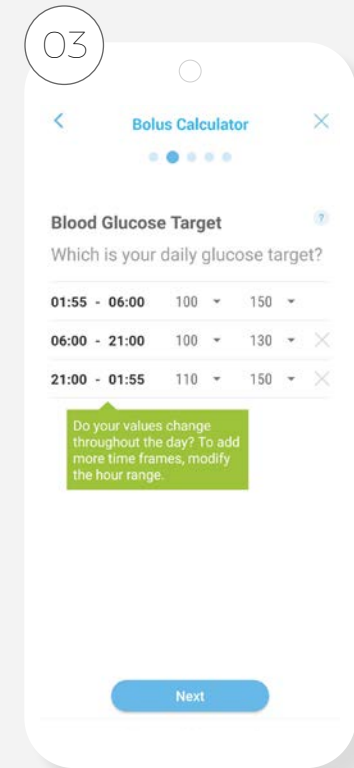 03
Bolus Calculator
Blood Glucose Target ?
Which is your daily glucose target?
01:55 - 06:00 100 150
06:00 - 21:00 100 130
21:00 - 01:55 110 150
Do your values change
throughout the day? To add
more time frames, modify
the hour range.
Next